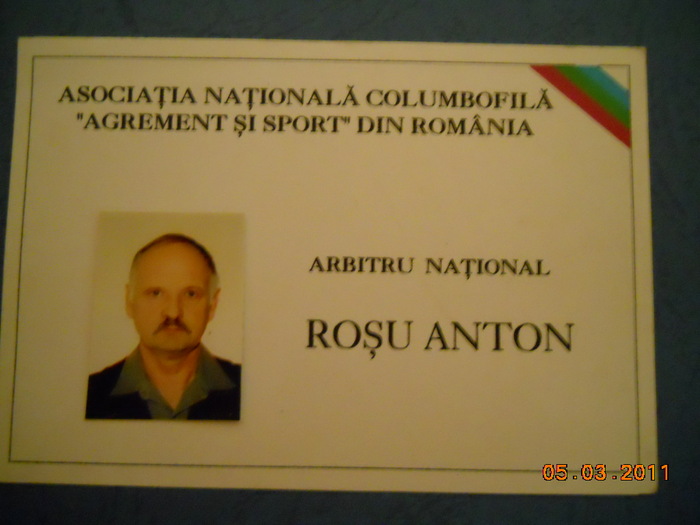 ASOCIAȚIA NAȚIONALĂ COLUMBOFILĂ
"AGREMENT ȘI SPORT" DIN ROMÂNIA
ARBITRU NAȚIONAL
ROȘU ANTON
05.03.2011